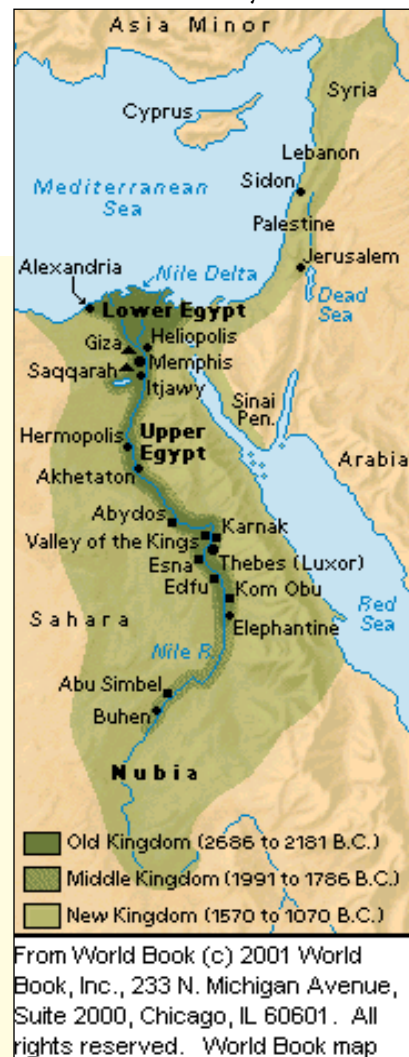 Asia Minor
Syria
Cyprus
Lebanon
Sidon
Mediterranean
Sea
Palestine
Jerusalem
Alexandria
Nile Delta
Dead
Sea
Lower Egypt
Heliopolis
Giza
Memphis
Saqqarah
Itjawy
Sinai
Pen.
Hermopolis
Upper
Egypt
Arabia
Akhetaton
Abydos
Karnak
Valley of the Kings
Thebes (Luxor)
Esna
Edfu
Kom Obu
Red
Sea
Sahara
Elephantine
Nile R.
Abu Simbel
Buhen
Nubia
Old Kingdom (2686 to 2181 B.C.)
Middle Kingdom (1991 to 1786 B.C.)
New Kingdom (1570 to 1070 B.C.)
From World Book (c) 2001 World
Book, Inc., 233 N. Michigan Avenue,
Suite 2000, Chicago, IL 60601. All
rights reserved. World Book map